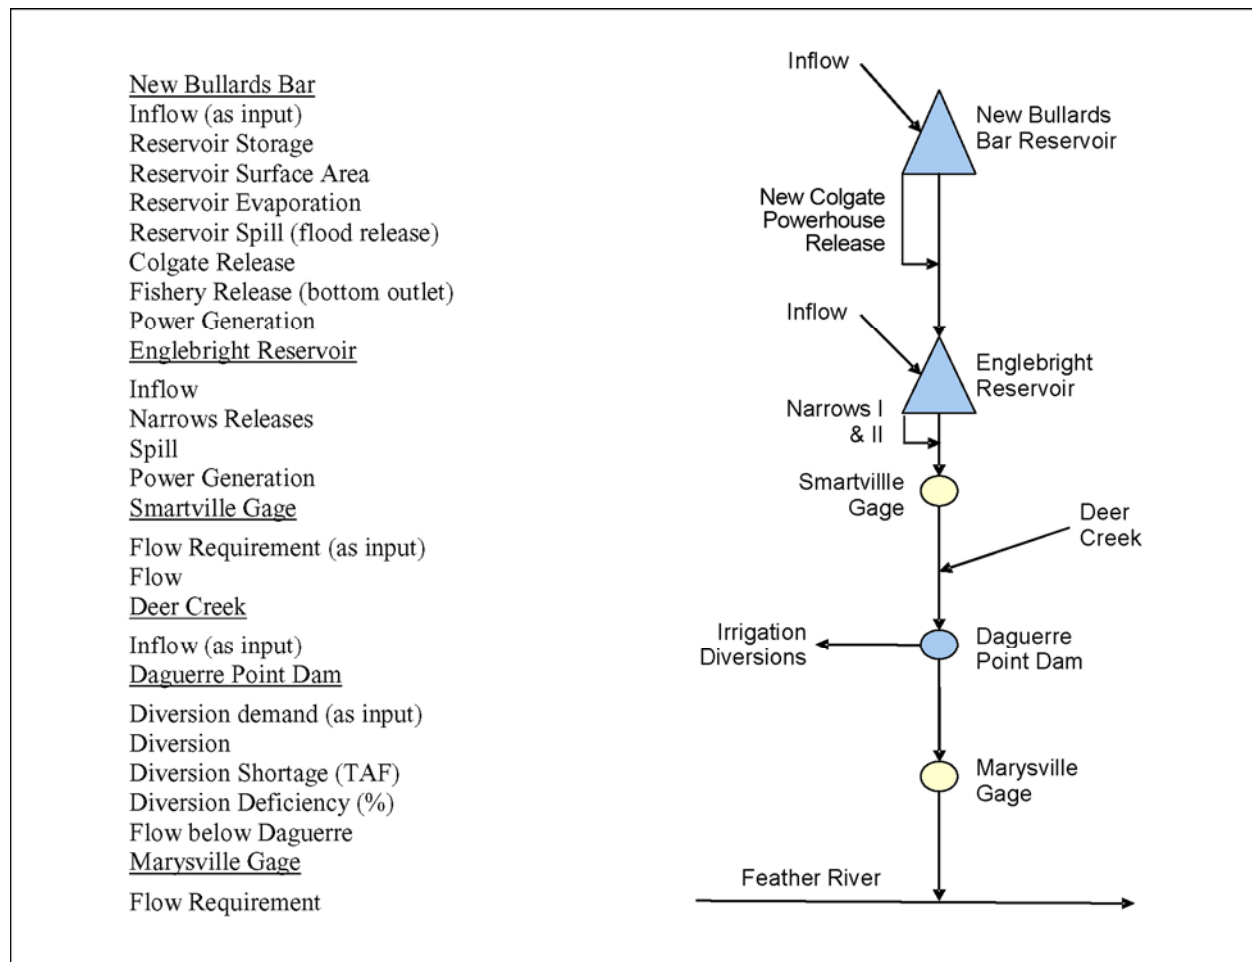 New Bullards Bar
Inflow (as input)
Reservoir Storage
Reservoir Surface Area
Reservoir Evaporation
Reservoir Spill (flood release)
Colgate Release
Fishery Release (bottom outlet)
Power Generation
Englebright Reservoir
Inflow
Narrows Releases
Spill
Power Generation
Smartville Gage
Flow Requirement (as input)
Flow
Deer Creek
Inflow (as input)
Daguerre Point Dam
Diversion demand (as input)
Diversion
Diversion Shortage (TAF)
Diversion Deficiency (%)
Flow below Daguerre
Marysville Gage
Flow Requirement
Inflow
New Bullards
Bar Reservoir
New Colgate
Powerhouse
Release
Inflow
Englebright
Reservoir
Narrows I
& II
Smartvillle
Gage
Deer
Creek
Irrigation
Diversions
Daguerre
Point Dam
Marysville
Gage
Feather River